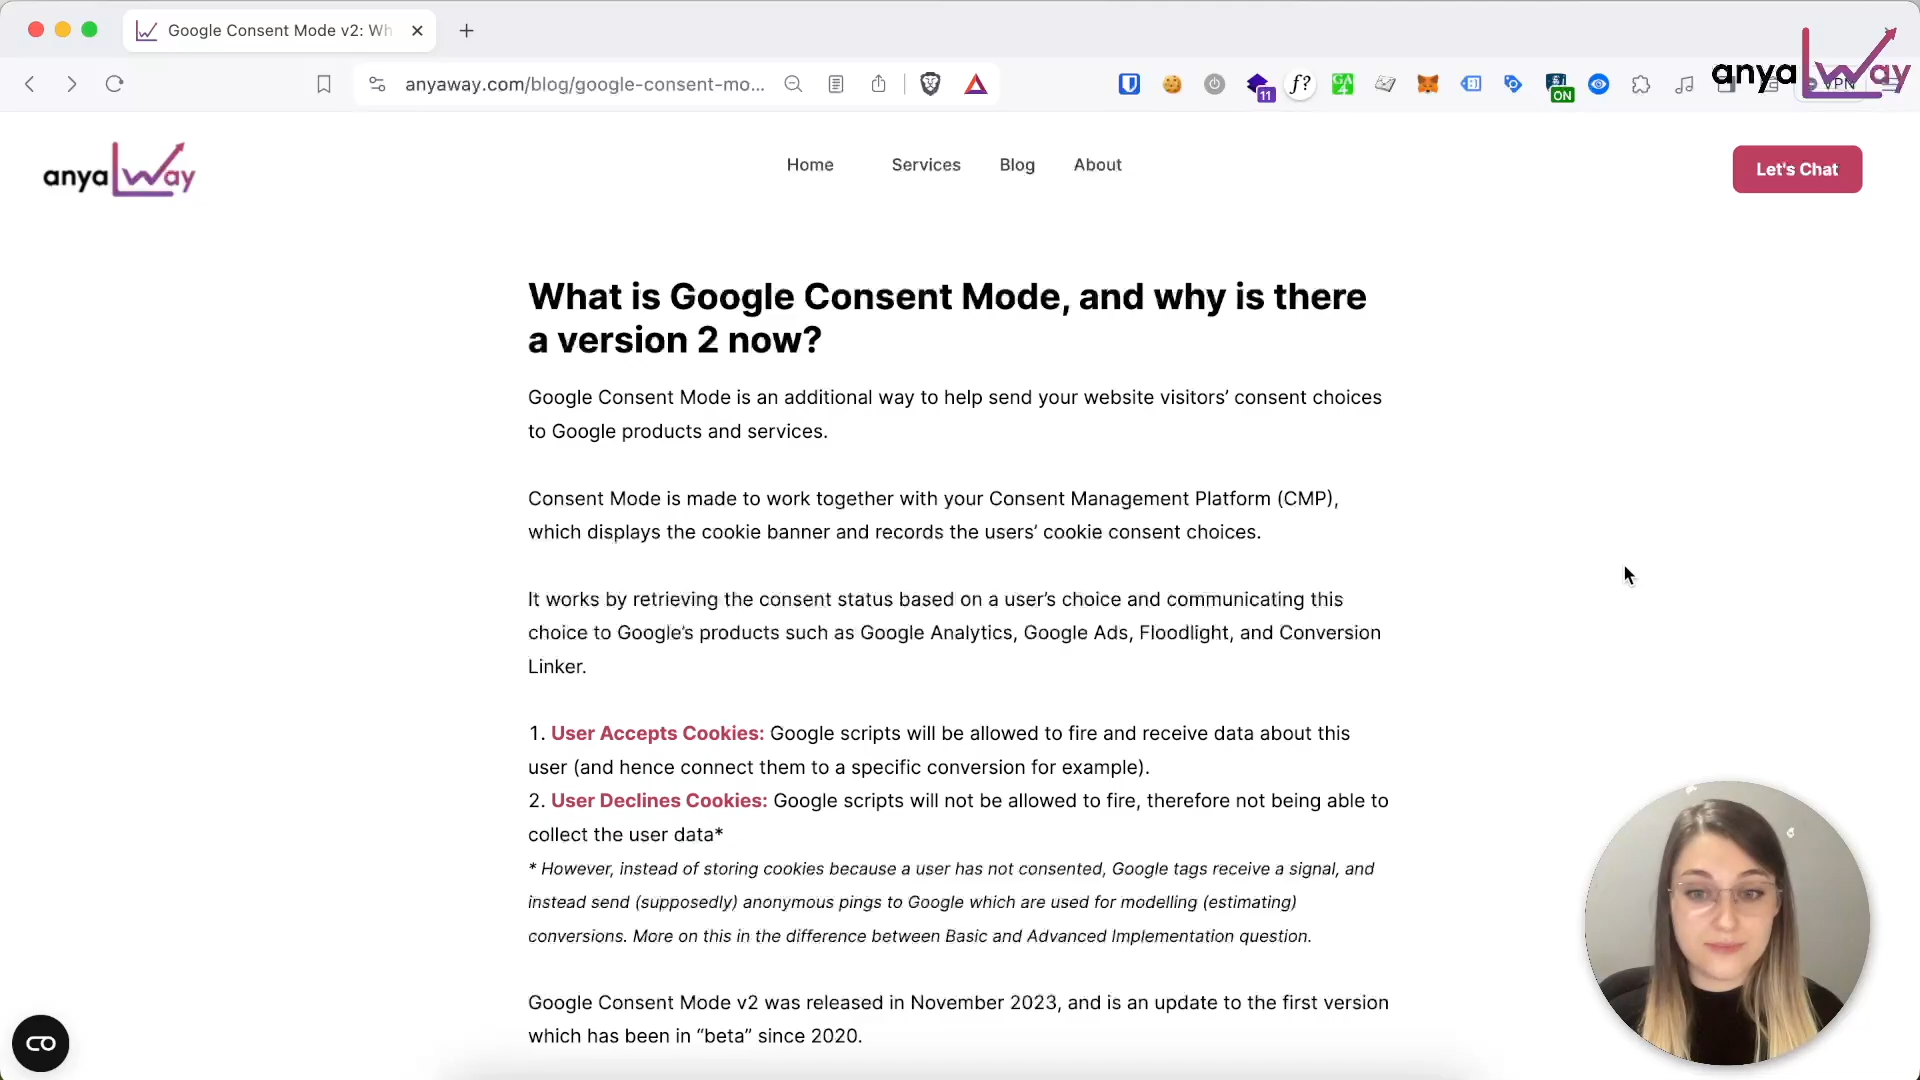 Google Consent Mode v2: Wh
anyaway
anyaway.com/blog/google-consent-mo...
11
f?
GA
4
ON
VPN
anyaway
Home
Services
Blog
About
Let's Chat
What is Google Consent Mode, and why is there
a version 2 now?
Google Consent Mode is an additional way to help send your website visitors’ consent choices
to Google products and services.
Consent Mode is made to work together with your Consent Management Platform (CMP),
which displays the cookie banner and records the users’ cookie consent choices.
It works by retrieving the consent status based on a user’s choice and communicating this
choice to Google’s products such as Google Analytics, Google Ads, Floodlight, and Conversion
Linker.
1. User Accepts Cookies: Google scripts will be allowed to fire and receive data about this
user (and hence connect them to a specific conversion for example).
2. User Declines Cookies: Google scripts will not be allowed to fire, therefore not being able to
collect the user data*
* However, instead of storing cookies because a user has not consented, Google tags receive a signal, and
instead send (supposedly) anonymous pings to Google which are used for modelling (estimating)
conversions. More on this in the difference between Basic and Advanced Implementation question.
Google Consent Mode v2 was released in November 2023, and is an update to the first version
which has been in “beta” since 2020.